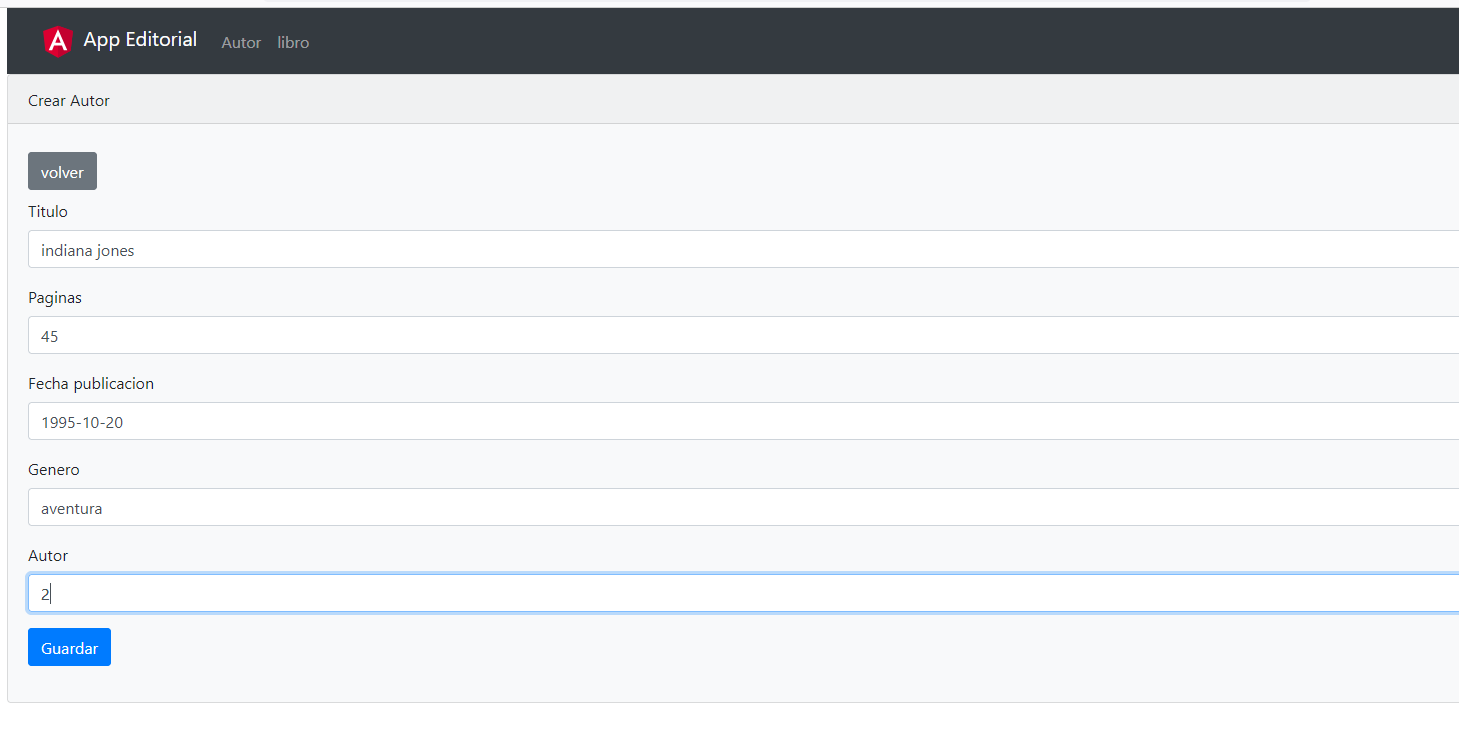 App Editorial Autor libro
Crear Autor
volver
Titulo
indiana jones
Paginas
45
Fecha publicacion
1995-10-20
Genero
aventura
Autor
2
Guardar